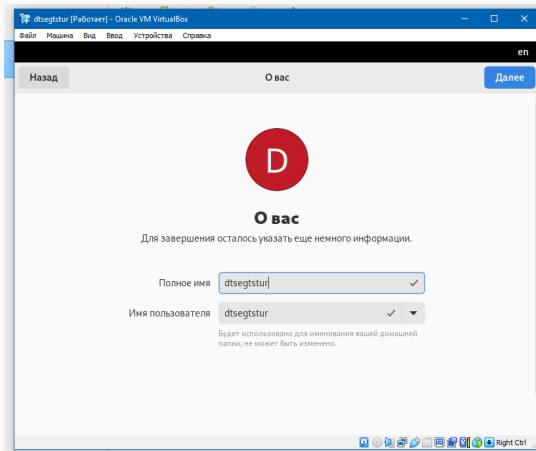 dtsegtstur [Работает] - Oracle VM VirtualBox
Файл Машина Вид Ввод Устройства Справка
en
Назад О вас Далее
D
О вас
Для завершения осталось указать еще немного информации.
Полное имя dtsegtstur
Имя пользователя dtsegtstur
Будет использовано для именования вашей домашней
папки; не может быть изменено.
Right Ctrl